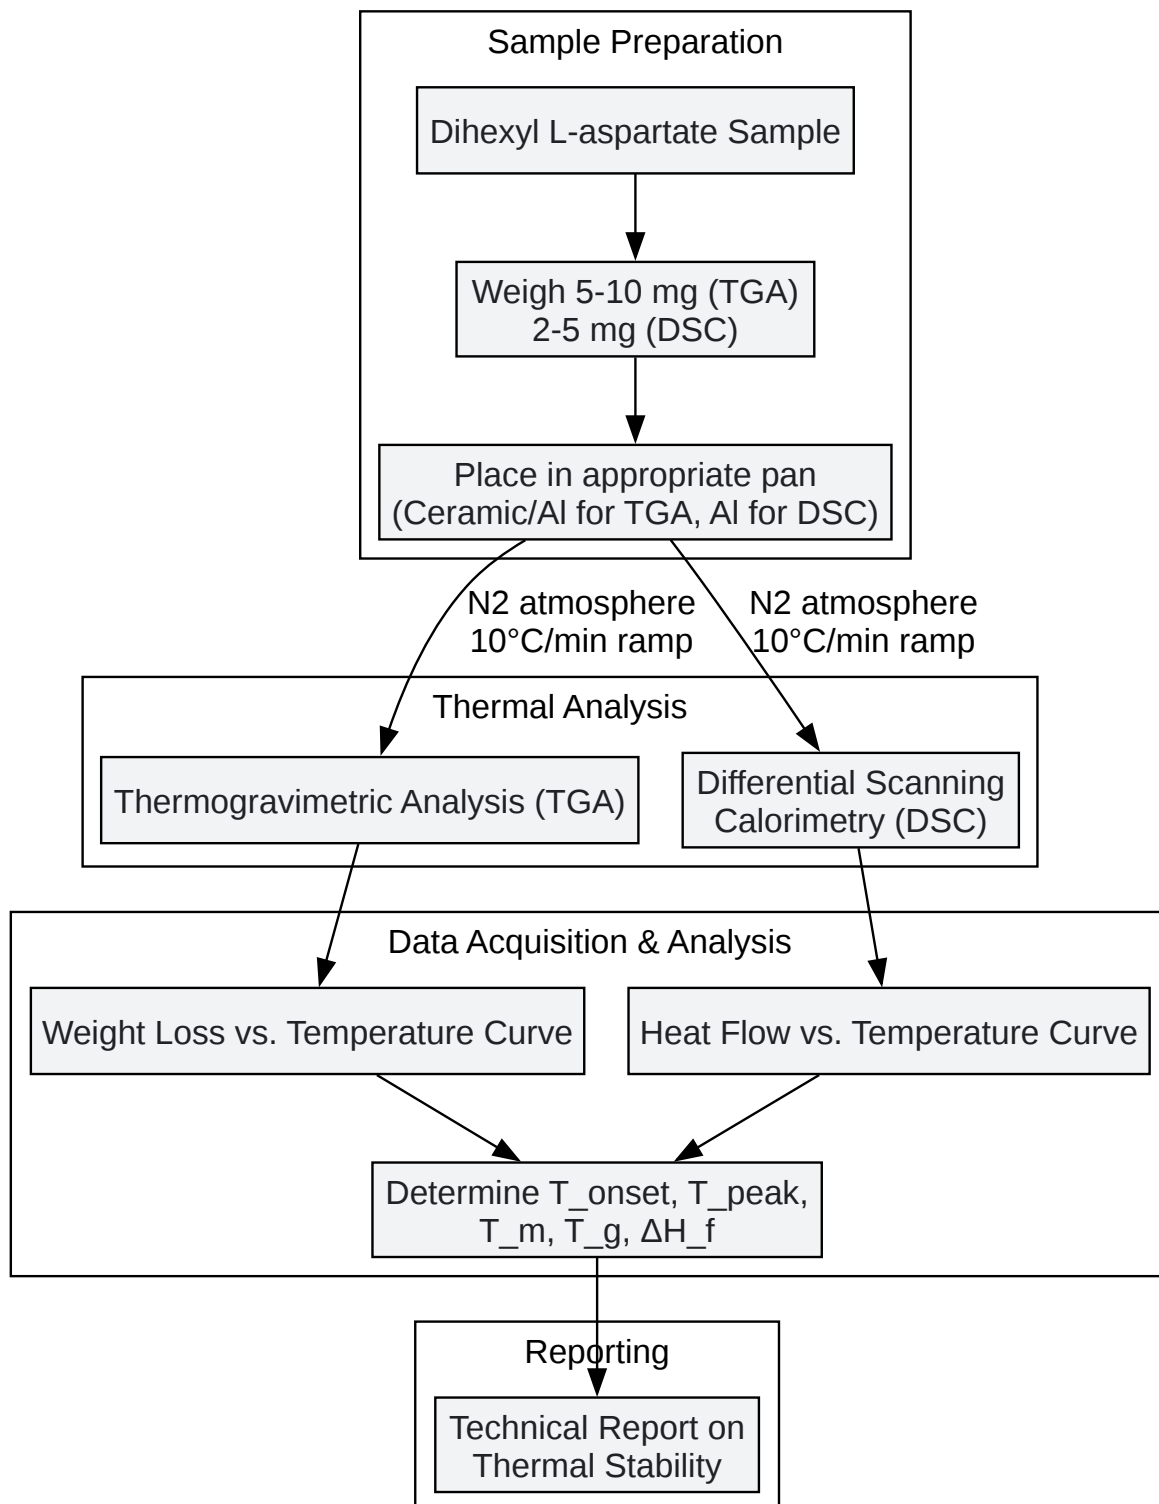 Sample Preparation
Dihexyl L-aspartate Sample
Weigh 5-10 mg (TGA)
2-5 mg (DSC)
Place in appropriate pan
(Ceramic/Al for TGA, Al for DSC)
N2 atmosphere
10°C/min ramp
N2 atmosphere
10°C/min ramp
Thermal Analysis
Thermogravimetric Analysis (TGA)
Differential Scanning
Calorimetry (DSC)
Data Acquisition & Analysis
Weight Loss vs. Temperature Curve
Heat Flow vs. Temperature Curve
Determine T_onset, T_peak,
T_m, T_g, ΔH_f
Reporting
Technical Report on
Thermal Stability